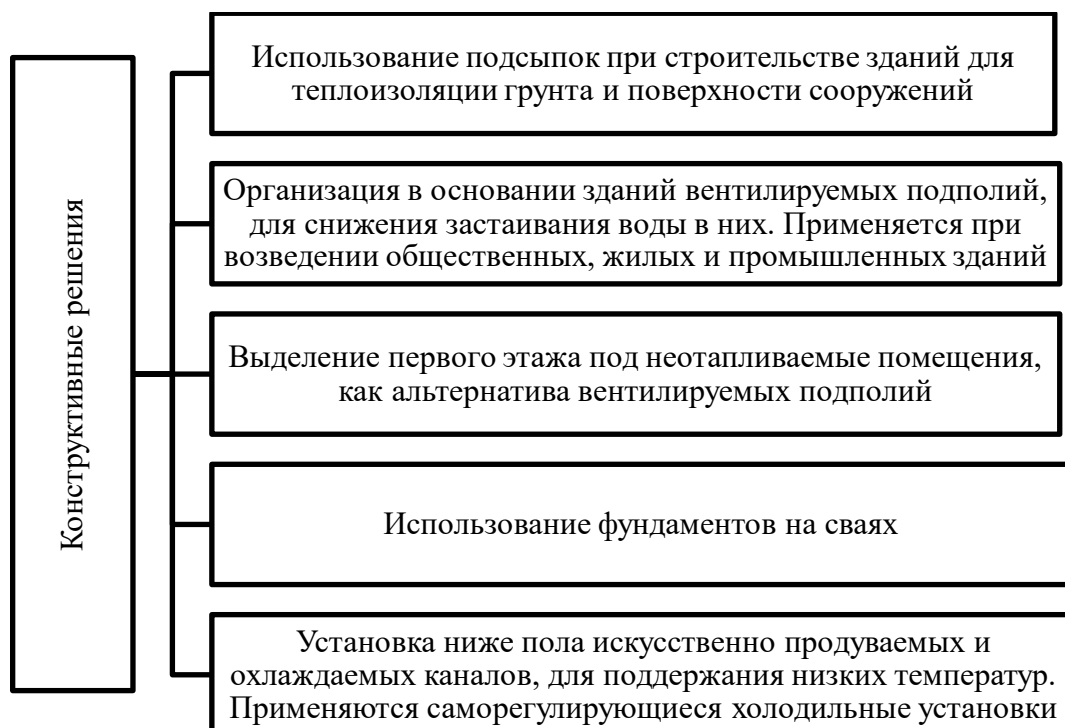 Конструктивные решения
Использование подсыпок при строительстве зданий для
теплоизоляции грунта и поверхности сооружений
Организация в основании зданий вентилируемых подполий,
для снижения застаивания воды в них. Применяется при
возведении общественных, жилых и промышленных зданий
Выделение первого этажа под неотапливаемые помещения,
как альтернатива вентилируемых подполий
Использование фундаментов на сваях
Установка ниже пола искусственно продуваемых и
охлаждаемых каналов, для поддержания низких температур.
Применяются саморегулирующиеся холодильные установки